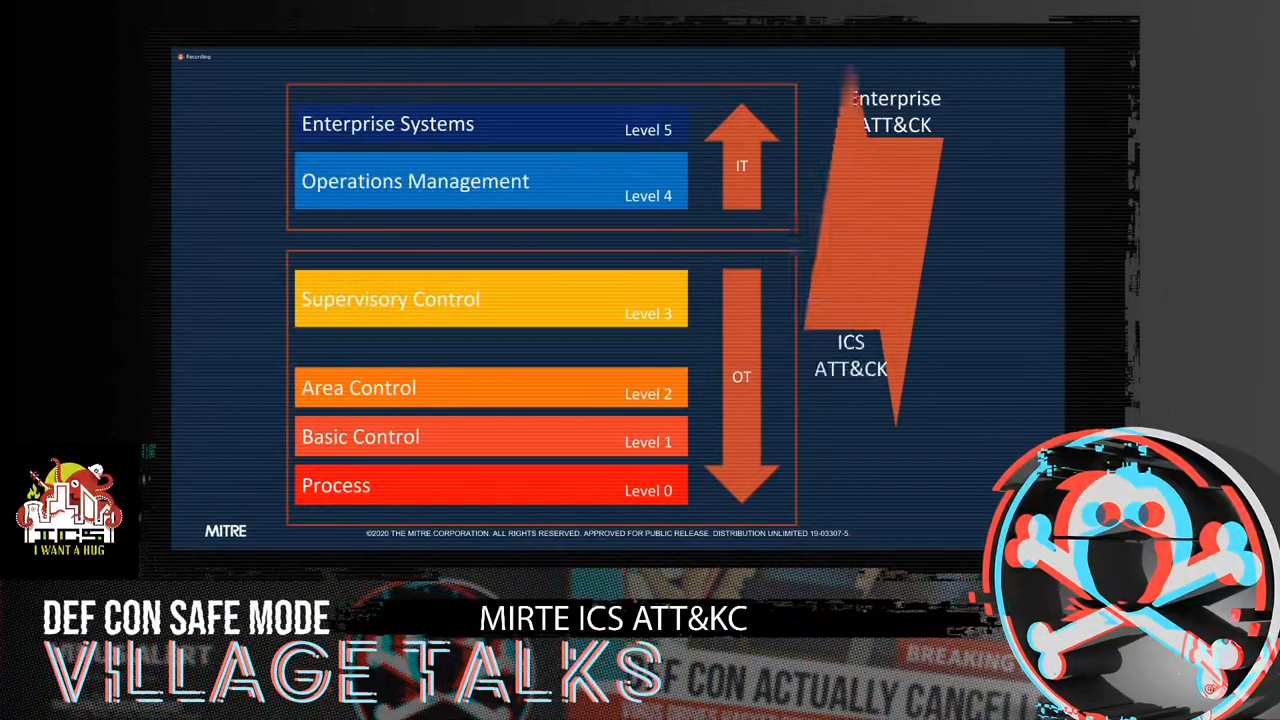 Recording
Enterprise Systems
Level 5
Operations Management
Level 4
IT
Enterprise
ATT&CK
Supervisory Control
Level 3
Area Control
Level 2
Basic Control
Level 1
Process
Level 0
OT
ICS
ATT&CK
MITRE
©2020 THE MITRE CORPORATION. ALL RIGHTS RESERVED. APPROVED FOR PUBLIC RELEASE. DISTRIBUTION UNLIMITED 19-03307-5.
ICS
I WANT A HUG
DEF CON SAFE MODE
MIRTE ICS ATT&KC
VILLAGE TALKS
BREAKING
DEF CON ACTUALLY CANCELL